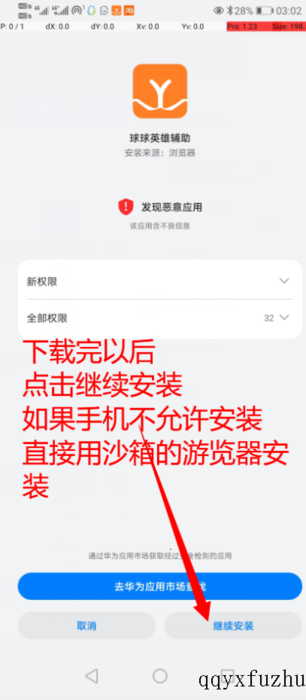 28% 03:02
P: 0 / 1 dX: 0.0 dY: 0.0 Xv: 0.0 Yv: 0.0 Prs: 1.23 Size: 198.
球球英雄辅助
安装来源：浏览器
发现恶意应用
该应用含不良信息
新权限
全部权限 32
下载完以后
点击继续安装
如果手机不允许安装
直接用沙箱的游览器安
装
通过华为应用市场获取经过安全检测的应用
去华为应用市场查找
取消 继续安装
qqyxfuzhu